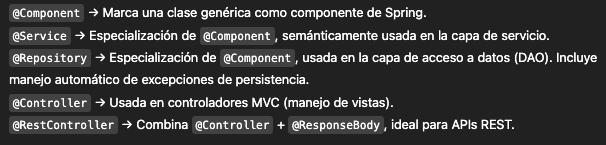 @Component → Marca una clase genérica como componente de Spring.
@Service → Especialización de @Component, semánticamente usada en la capa de servicio.
@Repository → Especialización de @Component, usada en la capa de acceso a datos (DAO). Incluye
manejo automático de excepciones de persistencia.
@Controller → Usada en controladores MVC (manejo de vistas).
@RestController → Combina @Controller + @ResponseBody, ideal para APIs REST.